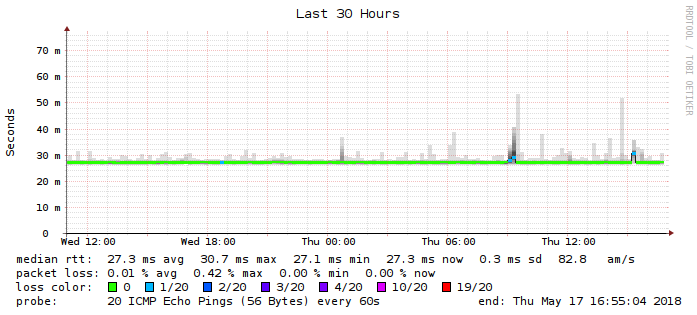 Last 30 Hours
RRDTOOL / TOBI OETIKER
Seconds
70 m
60 m
50 m
40 m
30 m
20 m
10 m
0
Wed 12:00 Wed 18:00 Thu 00:00 Thu 06:00 Thu 12:00
median rtt: 27.3 ms avg 30.7 ms max 27.1 ms min 27.3 ms now 0.3 ms sd 82.8 am/s
packet loss: 0.01 % avg 0.42 % max 0.00 % min 0.00 % now
loss color: 0 1/20 2/20 3/20 4/20 10/20 19/20
probe: 20 ICMP Echo Pings (56 Bytes) every 60s end: Thu May 17 16:55:04 2018